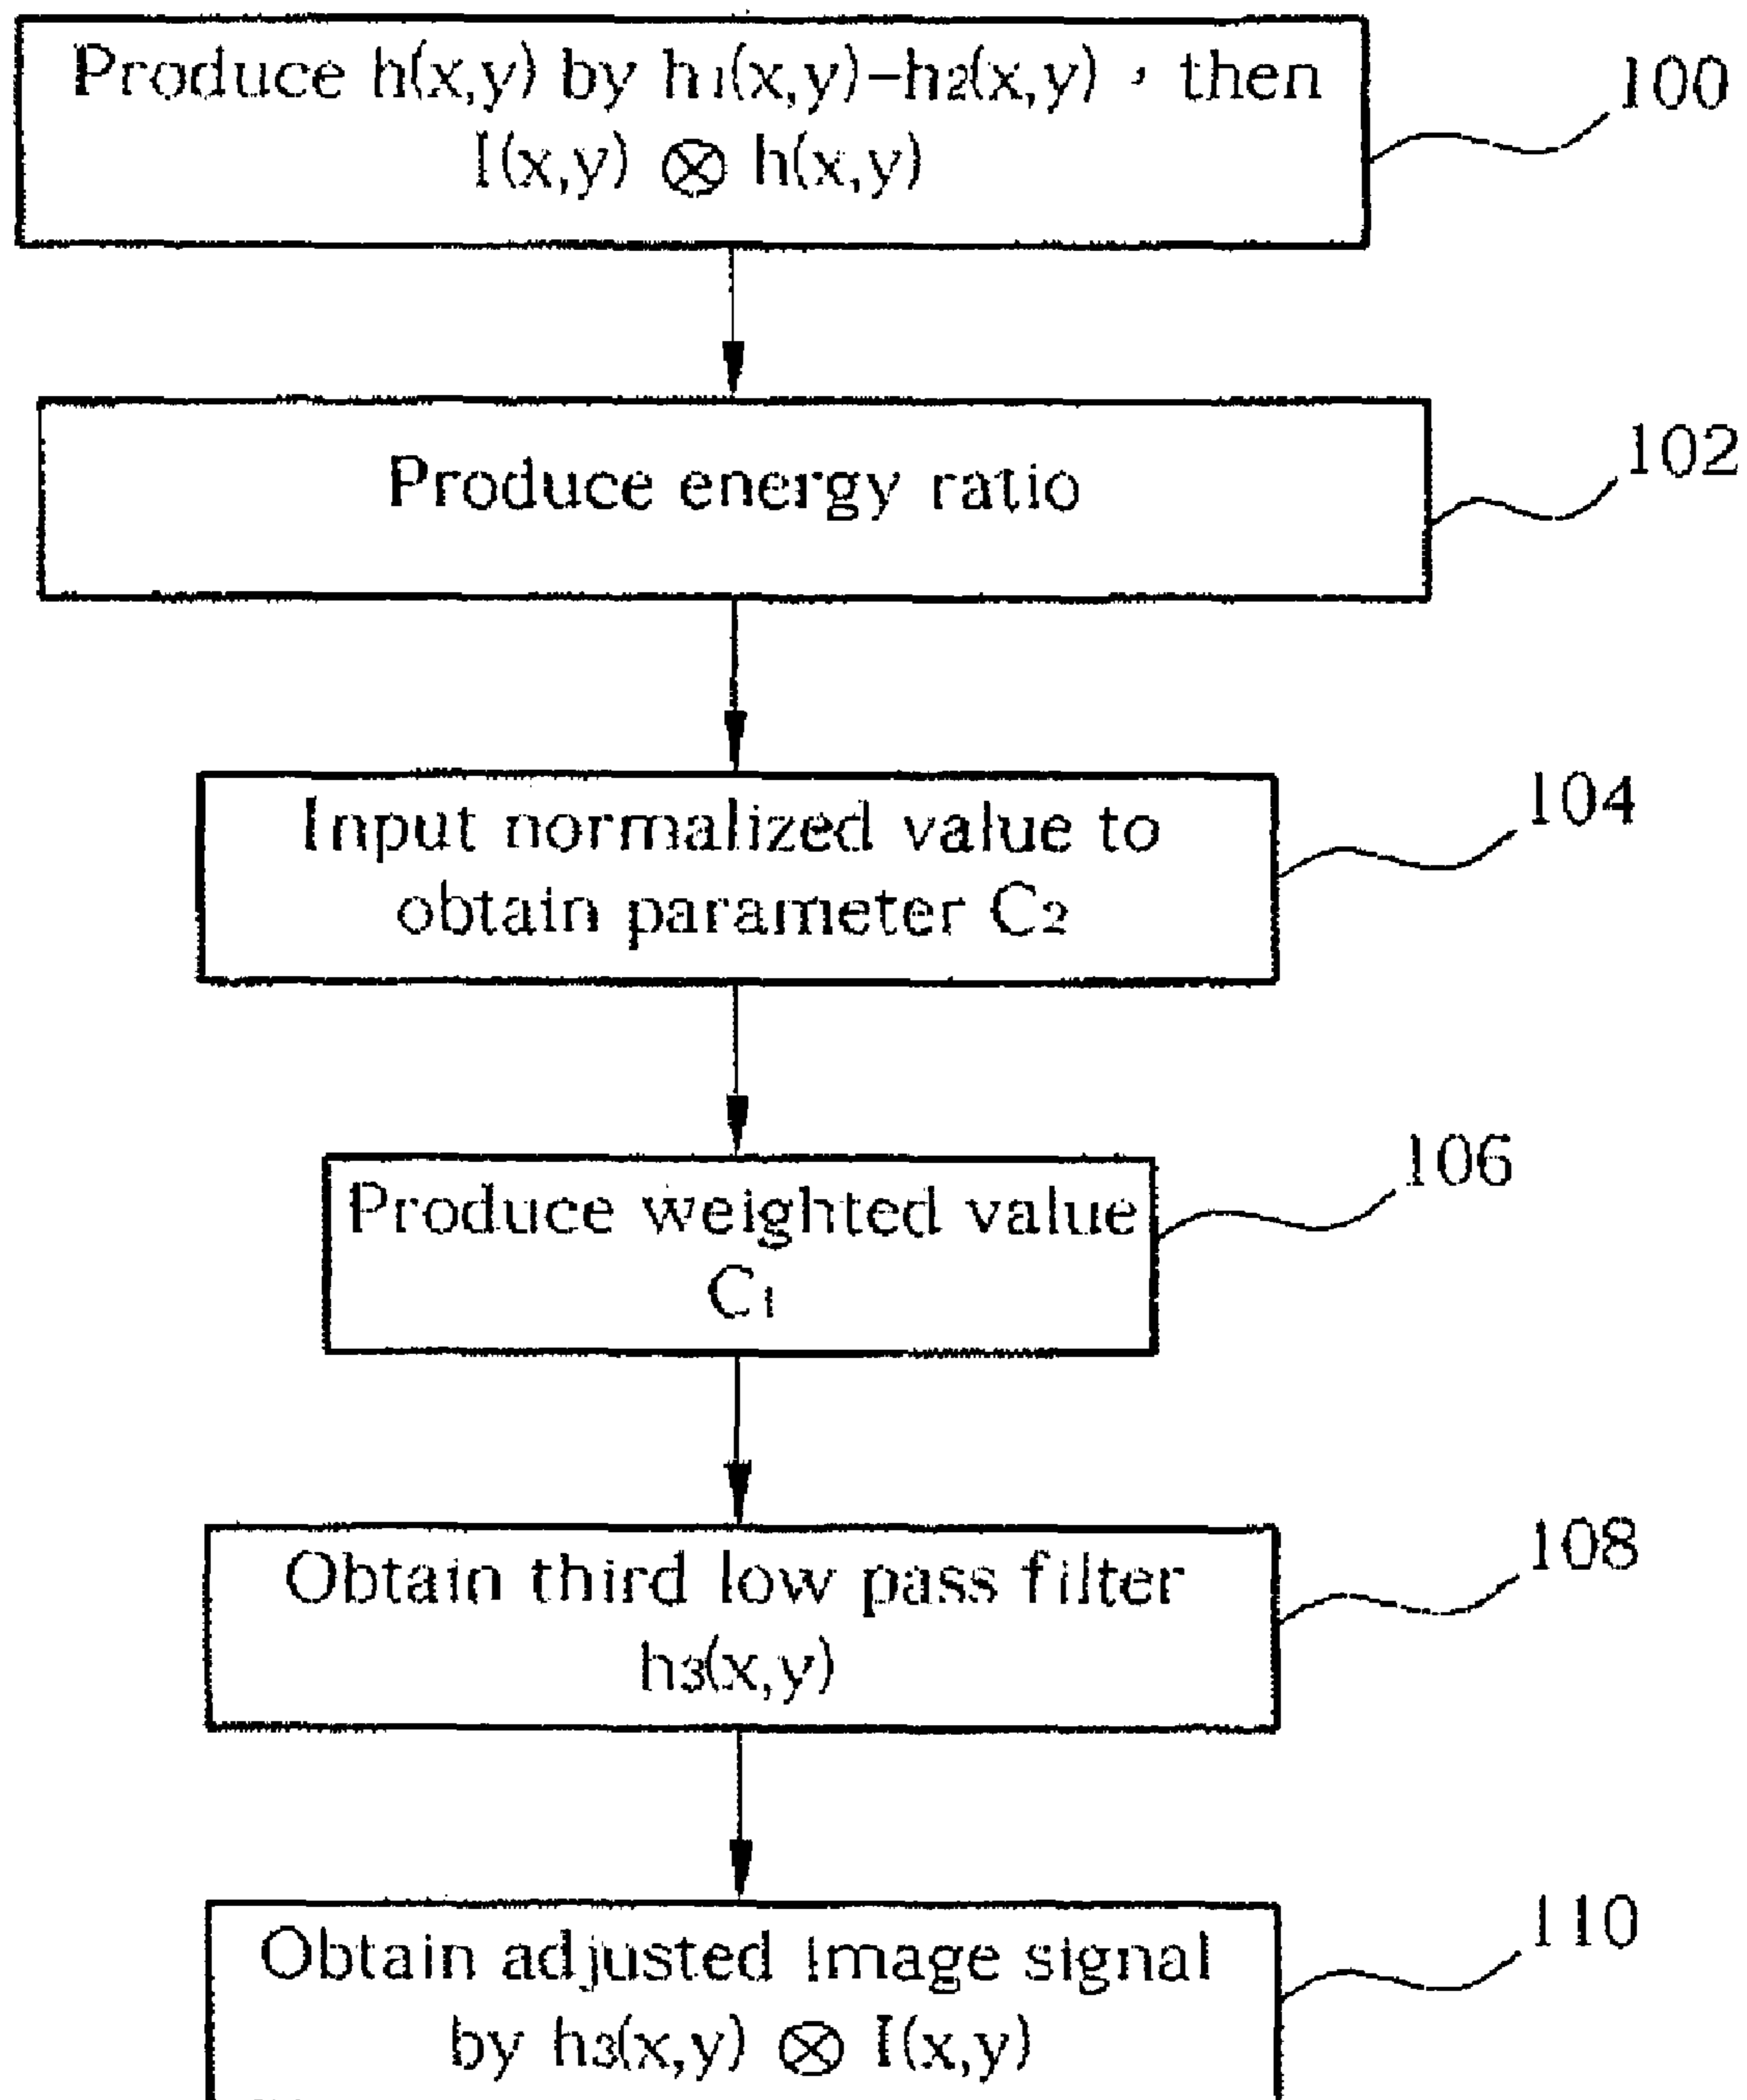 Produce h(x,y) by h1(x,y)-h2(x,y) , then
I(x,y) ⊗ h(x,y)
100
Produce energy ratio
102
Input normalized value to
obtain parameter C2
104
Produce weighted value
C1
106
Obtain third low pass filter
h3(x,y)
108
Obtain adjusted image signal
by h3(x,y) ⊗ I(x,y)
110